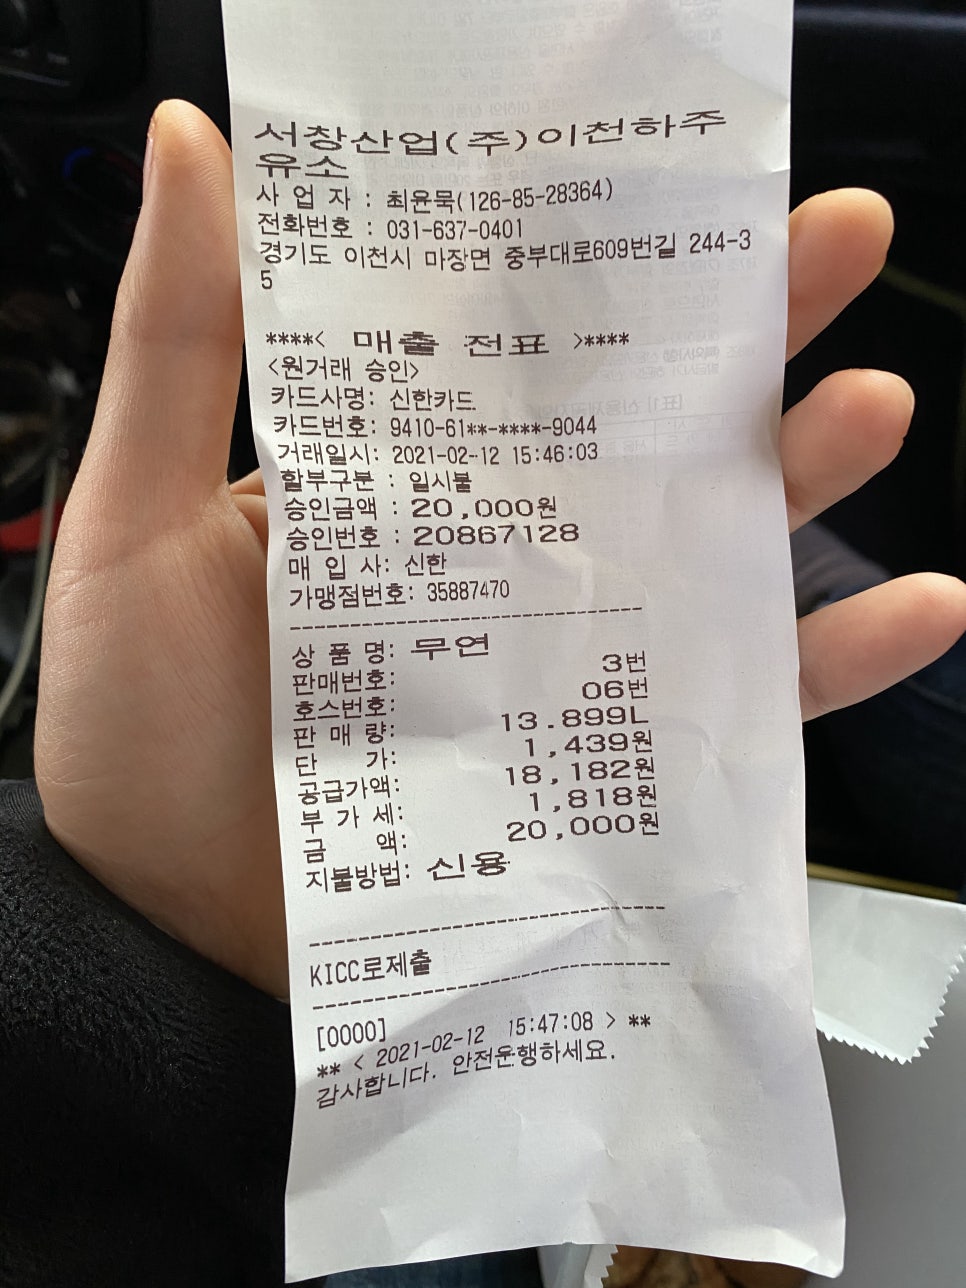 서창산업(주)이천하주
유소
사 업 자 : 최윤묵(126-85-28364)
전화번호 : 031-637-0401
경기도 이천시 마장면 중부대로609번길 244-3
5
****< 매출 전표 >****
<원거래 승인>
카드사명: 신한카드
카드번호: 9410-61**-****-9044
거래일시: 2021-02-12 15:46:03
할부구분 : 일시불
승인금액 : 20,000원
승인번호 : 20867128
매 입 사: 신한
가맹점번호: 35887470
상 품 명: 무연
판매번호: 3번
호스번호: 06번
판 매 량: 13.899L
단 가: 1,439원
공급가액: 18,182원
부 가 세: 1,818원
금 액: 20,000원
지불방법: 신용
KICC로제출
[0000]
** < 2021-02-12 15:47:08 > **
감사합니다. 안전운행하세요.